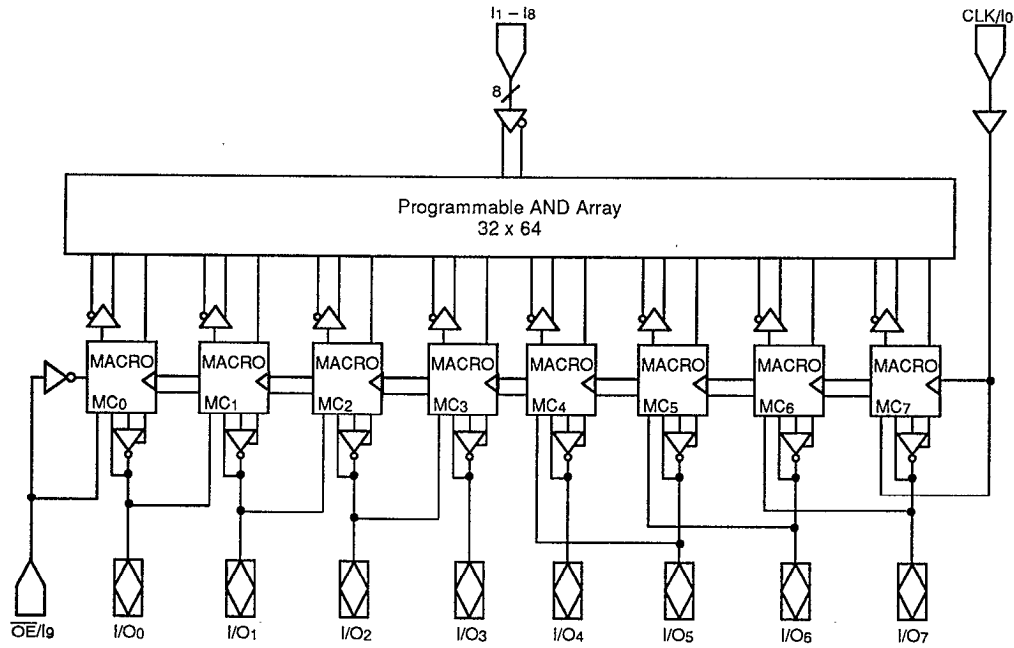 I1 – I8
CLK/I0
8
Programmable AND Array
32 x 64
MACRO MACRO MACRO MACRO MACRO MACRO MACRO MACRO
MC0 MC1 MC2 MC3 MC4 MC5 MC6 MC7
O̅E̅/I9 I/O0 I/O1 I/O2 I/O3 I/O4 I/O5 I/O6 I/O7